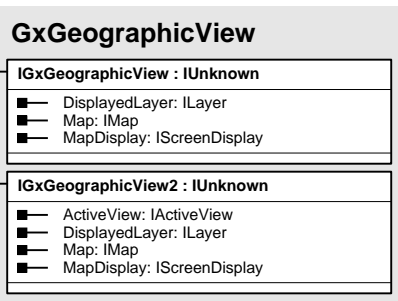 GxGeographicView
IGxGeographicView : IUnknown
DisplayedLayer: ILayer
Map: IMap
MapDisplay: IScreenDisplay
IGxGeographicView2 : IUnknown
ActiveView: IActiveView
DisplayedLayer: ILayer
Map: IMap
MapDisplay: IScreenDisplay